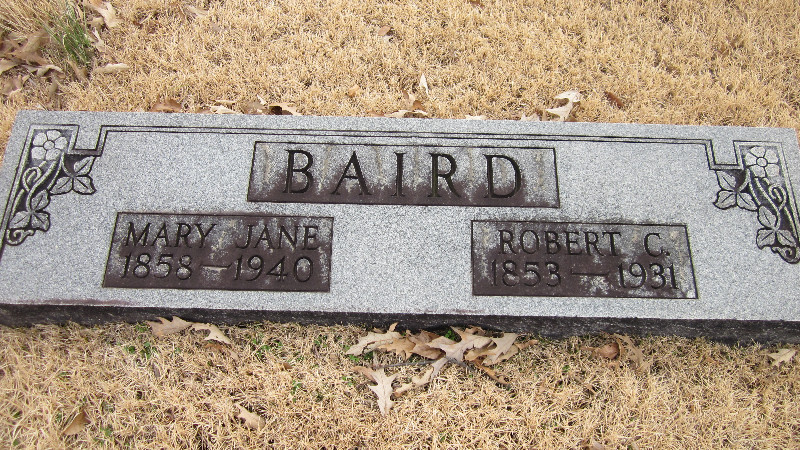 BAIRD
MARY JANE
1858 — 1940
ROBERT C.
1853 — 1931